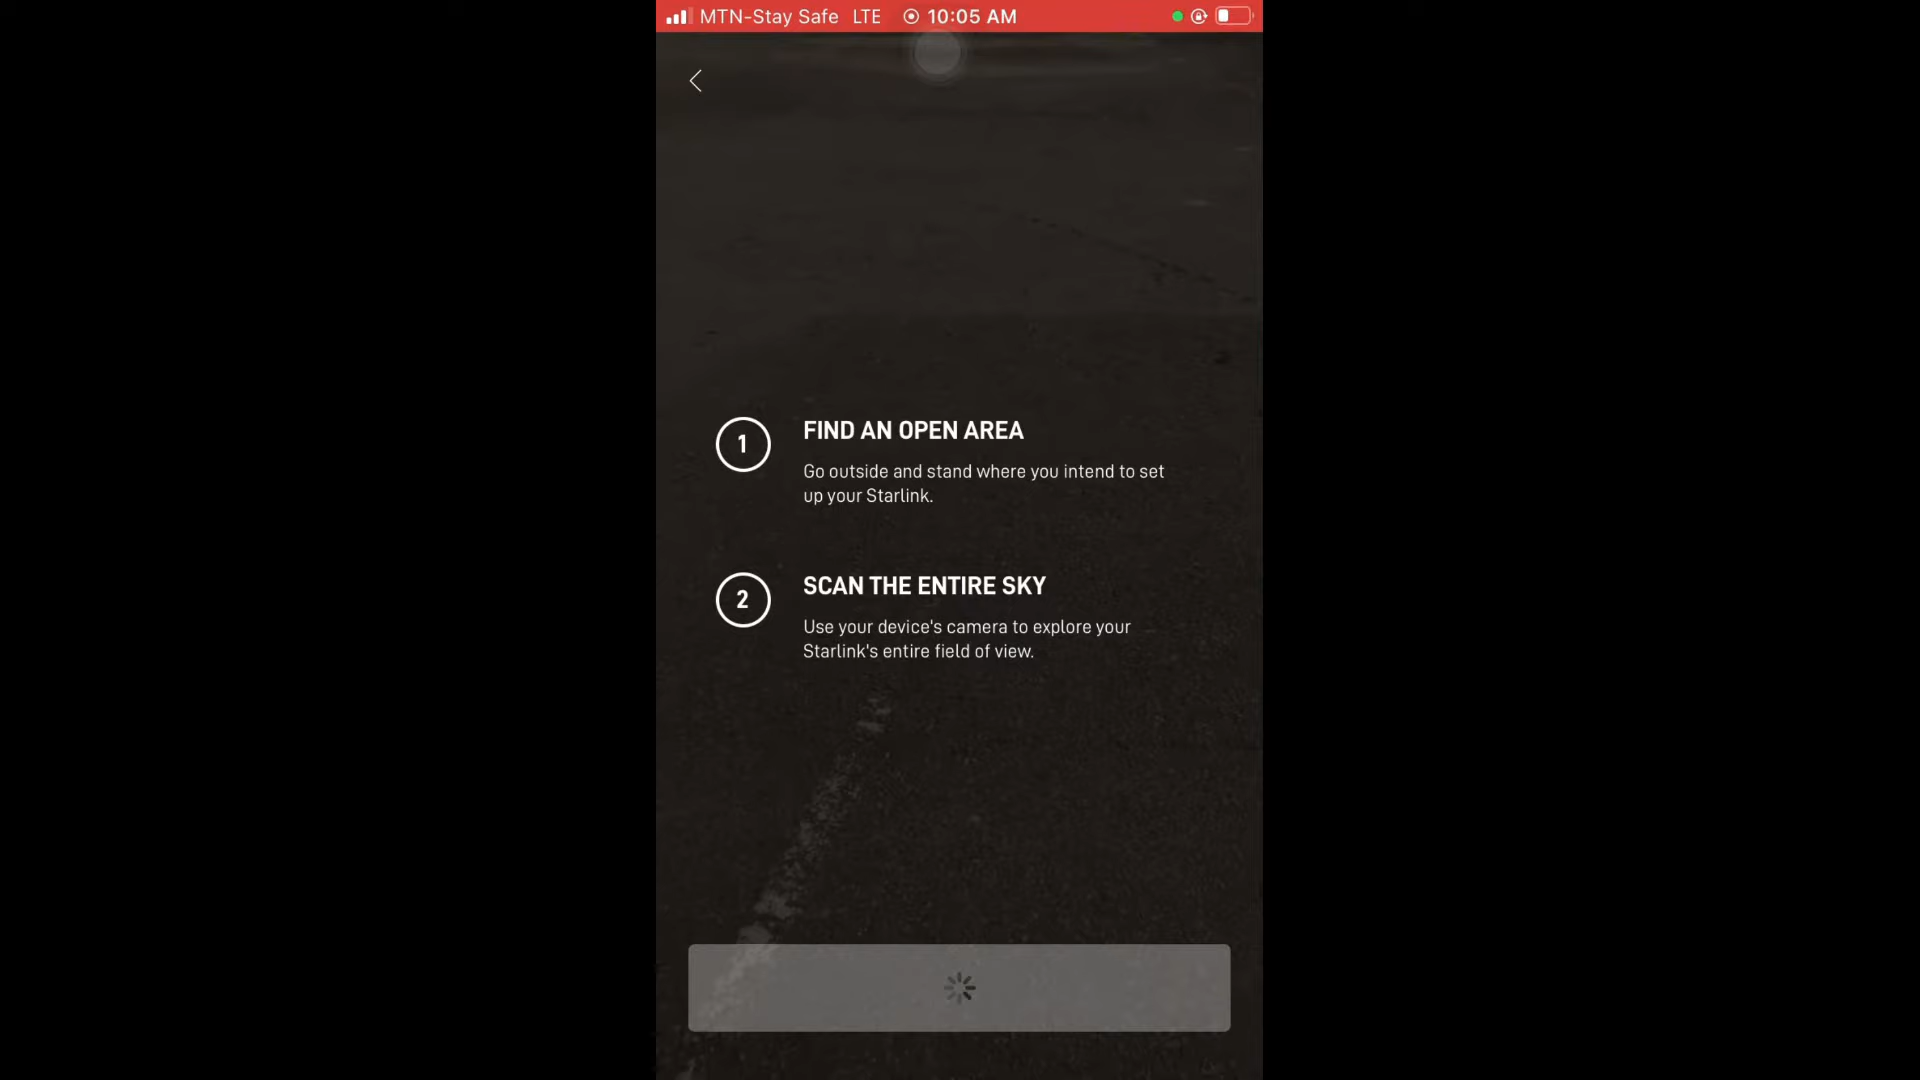 MTN-Stay Safe LTE 10:05 AM
1
FIND AN OPEN AREA
Go outside and stand where you intend to set
up your Starlink.
2
SCAN THE ENTIRE SKY
Use your device's camera to explore your
Starlink's entire field of view.